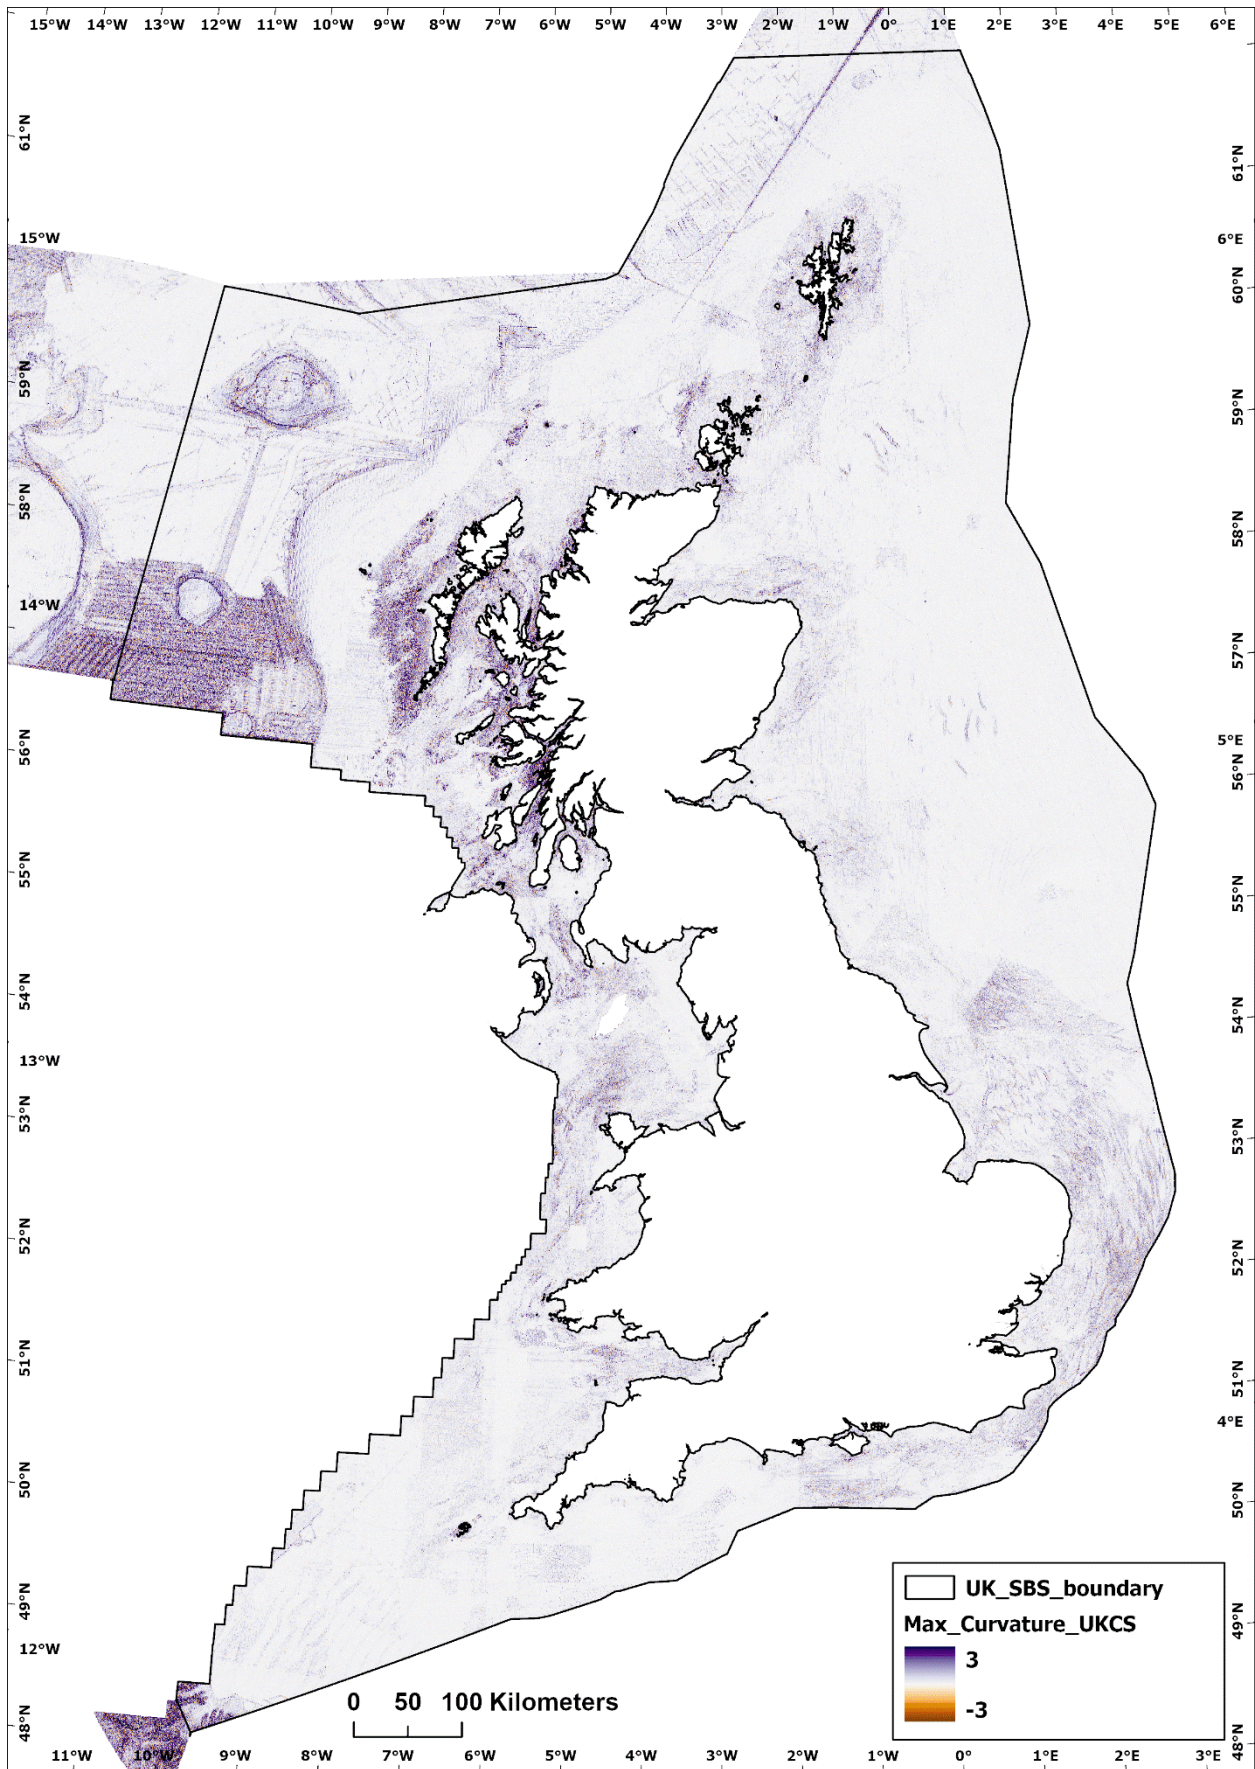 15°W 14°W 13°W 12°W 11°W 10°W 9°W 8°W 7°W 6°W 5°W 4°W 3°W 2°W 1°W 0° 1°E 2°E 3°E 4°E 5°E 6°E
61°N
61°N
15°W
6°E
60°N
59°N
59°N
58°N
58°N
14°W
57°N
5°E
56°N
56°N
55°N
55°N
54°N
54°N
13°W
53°N
53°N
52°N
52°N
51°N
51°N
4°E
50°N
50°N
UK_SBS_boundary
49°N
49°N
Max_Curvature_UKCS
12°W
3
0 50 100 Kilometers
-3
48°N
48°N
11°W 10°W 9°W 8°W 7°W 6°W 5°W 4°W 3°W 2°W 1°W 0° 1°E 2°E 3°E